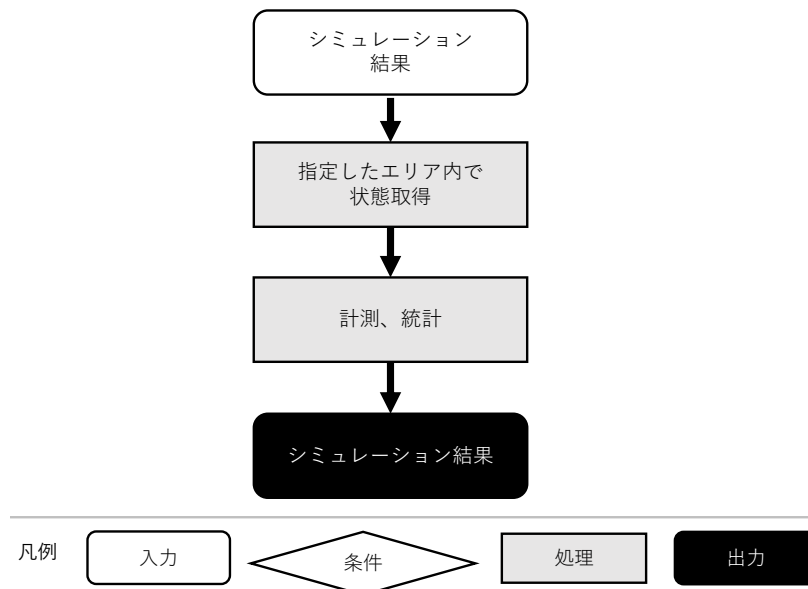 シミュレーション
結果
指定したエリア内で
状態取得
計測、統計
シミュレーション結果
凡例
入力
条件
処理
出力